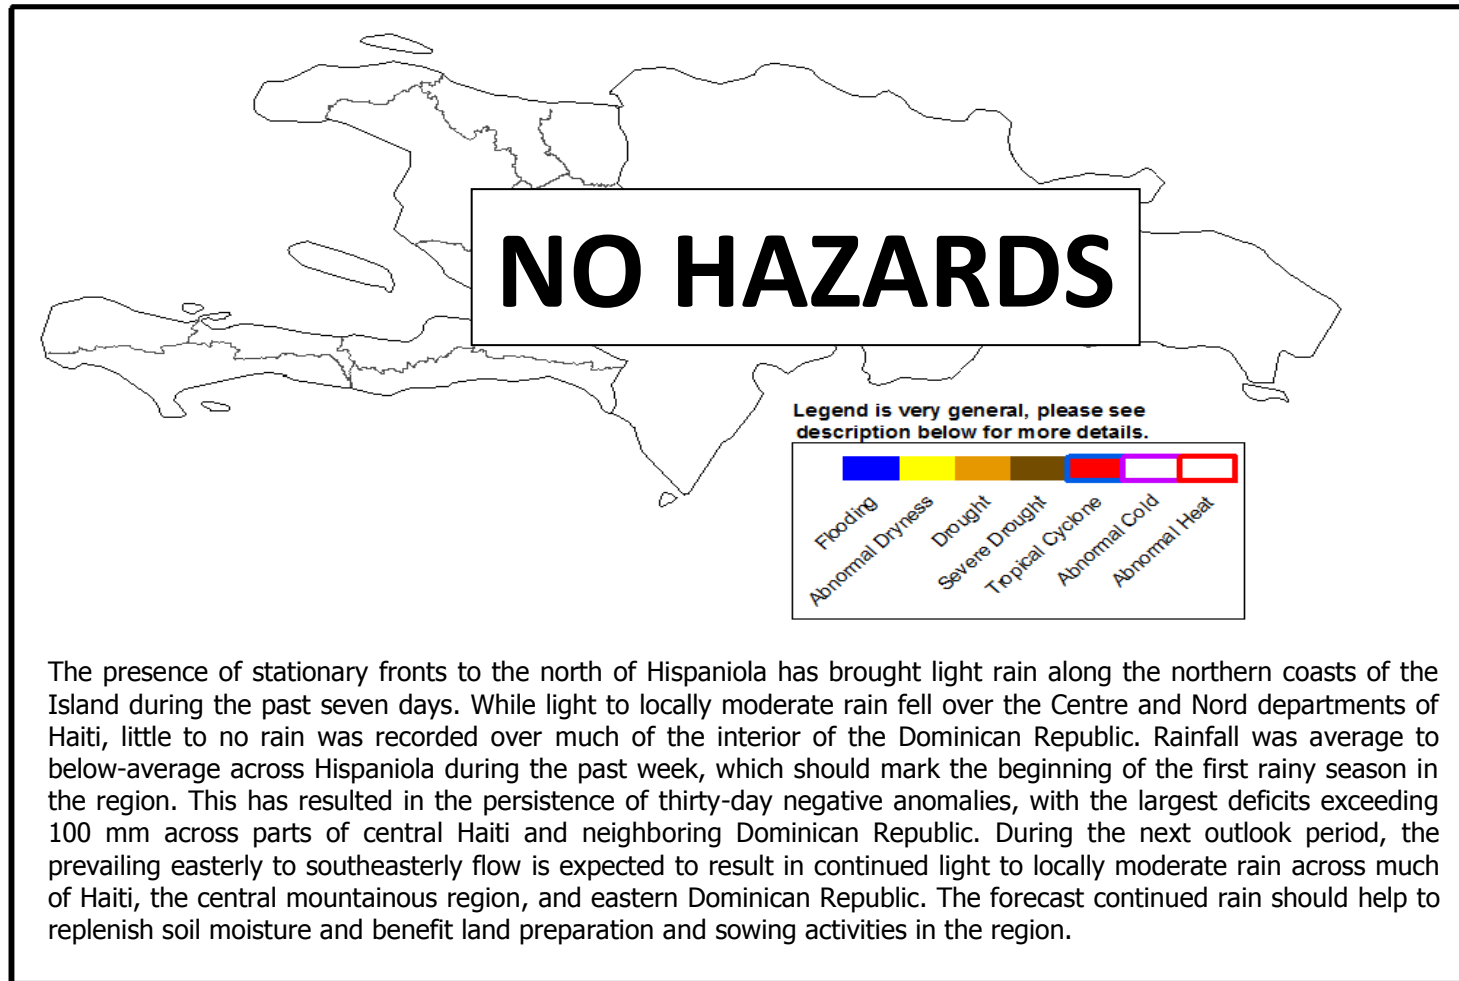 NO HAZARDS
Legend is very general, please see
description below for more details.
Flooding
Abnormal Dryness
Drought
Severe Drought
Tropical Cyclone
Abnormal Cold
Abnormal Heat
The presence of stationary fronts to the north of Hispaniola has brought light rain along the northern coasts of the
Island during the past seven days. While light to locally moderate rain fell over the Centre and Nord departments of
Haiti, little to no rain was recorded over much of the interior of the Dominican Republic. Rainfall was average to
below-average across Hispaniola during the past week, which should mark the beginning of the first rainy season in
the region. This has resulted in the persistence of thirty-day negative anomalies, with the largest deficits exceeding
100 mm across parts of central Haiti and neighboring Dominican Republic. During the next outlook period, the
prevailing easterly to southeasterly flow is expected to result in continued light to locally moderate rain across much
of Haiti, the central mountainous region, and eastern Dominican Republic. The forecast continued rain should help to
replenish soil moisture and benefit land preparation and sowing activities in the region.